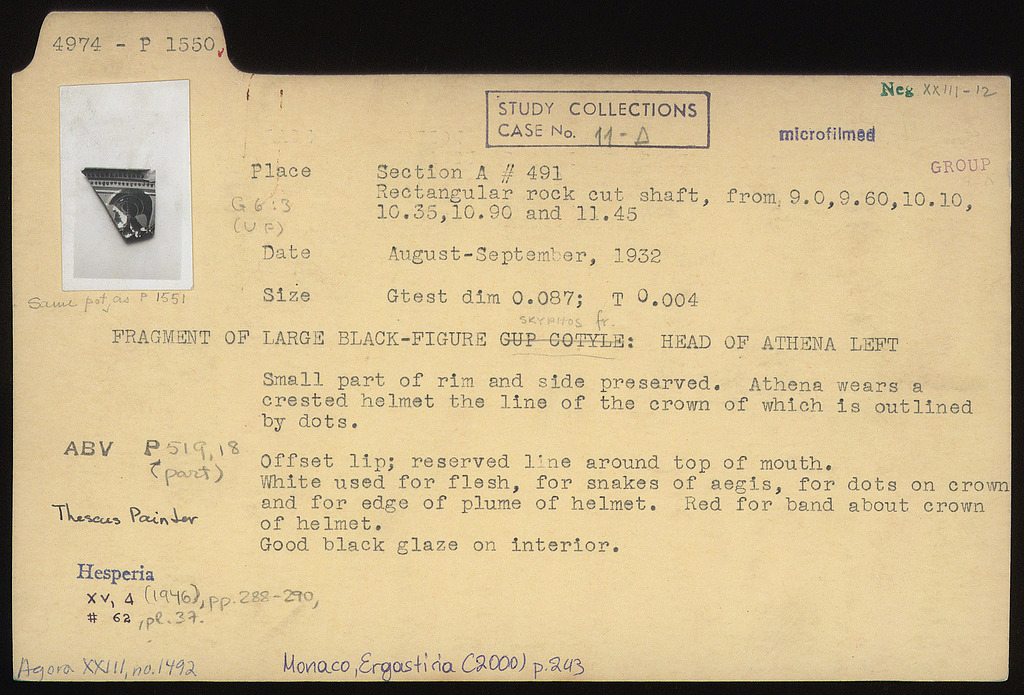 4974 - P 1550,
Neg XXIII-12
STUDY COLLECTIONS
CASE No. 11-Δ
microfilmed
GROUP
Place Section A # 491
Rectangular rock cut shaft, from 9.0,9.60,10.10,
10.35,10.90 and 11.45
G 6:3
(UF)
Date August-September, 1932
Same pot as P 1551
Size Gtest dim 0.087; T 0.004
SKYPHOS fr.
FRAGMENT OF LARGE BLACK-FIGURE CUP COTYLE: HEAD OF ATHENA LEFT
Small part of rim and side preserved. Athena wears a
crested helmet the line of the crown of which is outlined
by dots.
ABV P 519,18
(part)
Offset lip; reserved line around top of mouth.
White used for flesh, for snakes of aegis, for dots on crown
and for edge of plume of helmet. Red for band about crown
of helmet.
Good black glaze on interior.
Theseus Painter
Hesperia
XV, 4 (1946), pp. 288-290,
# 62, pl. 37.
Agora XXIII, no. 1492
Monaco, Ergastiria (2000) p. 243